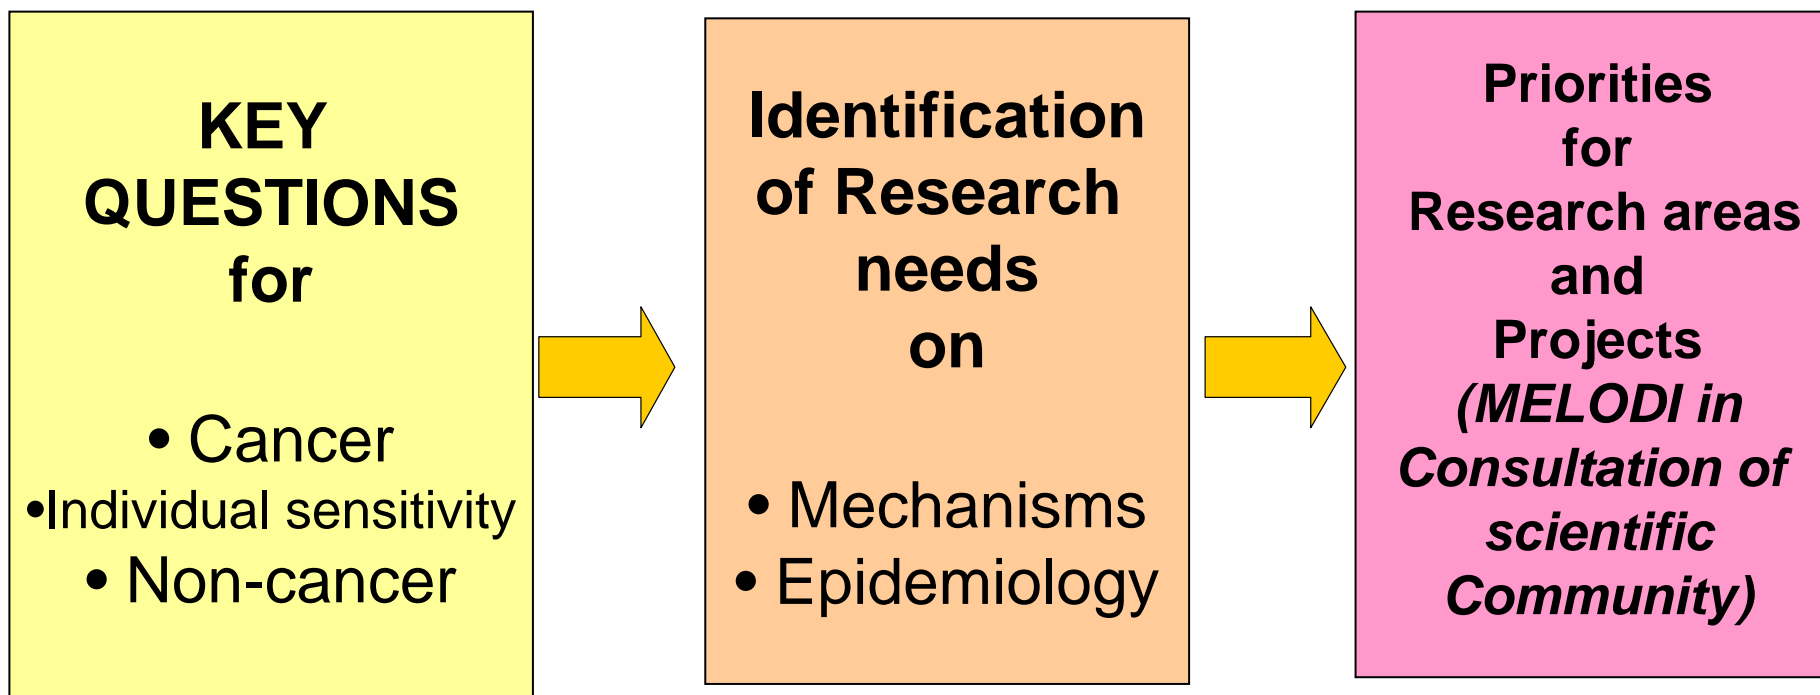 KEY
QUESTIONS
for
• Cancer
•Individual sensitivity
• Non-cancer
Identification
of Research
needs
on
• Mechanisms
• Epidemiology
Priorities
for
Research areas
and
Projects
(MELODI in
Consultation of
scientific
Community)